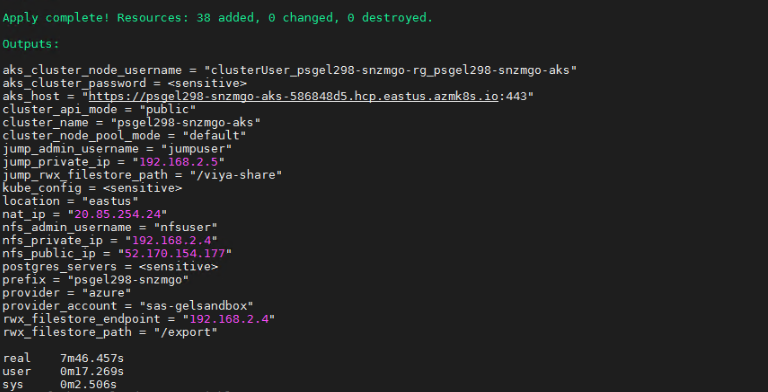 Apply complete! Resources: 38 added, 0 changed, 0 destroyed.
Outputs:
aks_cluster_node_username = "clusterUser_psgel298-snzmgo-rg_psgel298-snzmgo-aks"
aks_cluster_password = <sensitive>
aks_host = "https://psgel298-snzmgo-aks-586848d5.hcp.eastus.azmk8s.io:443"
cluster_api_mode = "public"
cluster_name = "psgel298-snzmgo-aks"
cluster_node_pool_mode = "default"
jump_admin_username = "jumpuser"
jump_private_ip = "192.168.2.5"
jump_rwx_filestore_path = "/viya-share"
kube_config = <sensitive>
location = "eastus"
nat_ip = "20.85.254.24"
nfs_admin_username = "nfsuser"
nfs_private_ip = "192.168.2.4"
nfs_public_ip = "52.170.154.177"
postgres_servers = <sensitive>
prefix = "psgel298-snzmgo"
provider = "azure"
provider_account = "sas-gelsandbox"
rwx_filestore_endpoint = "192.168.2.4"
rwx_filestore_path = "/export"
real    7m46.457s
user    0m17.269s
sys     0m2.506s